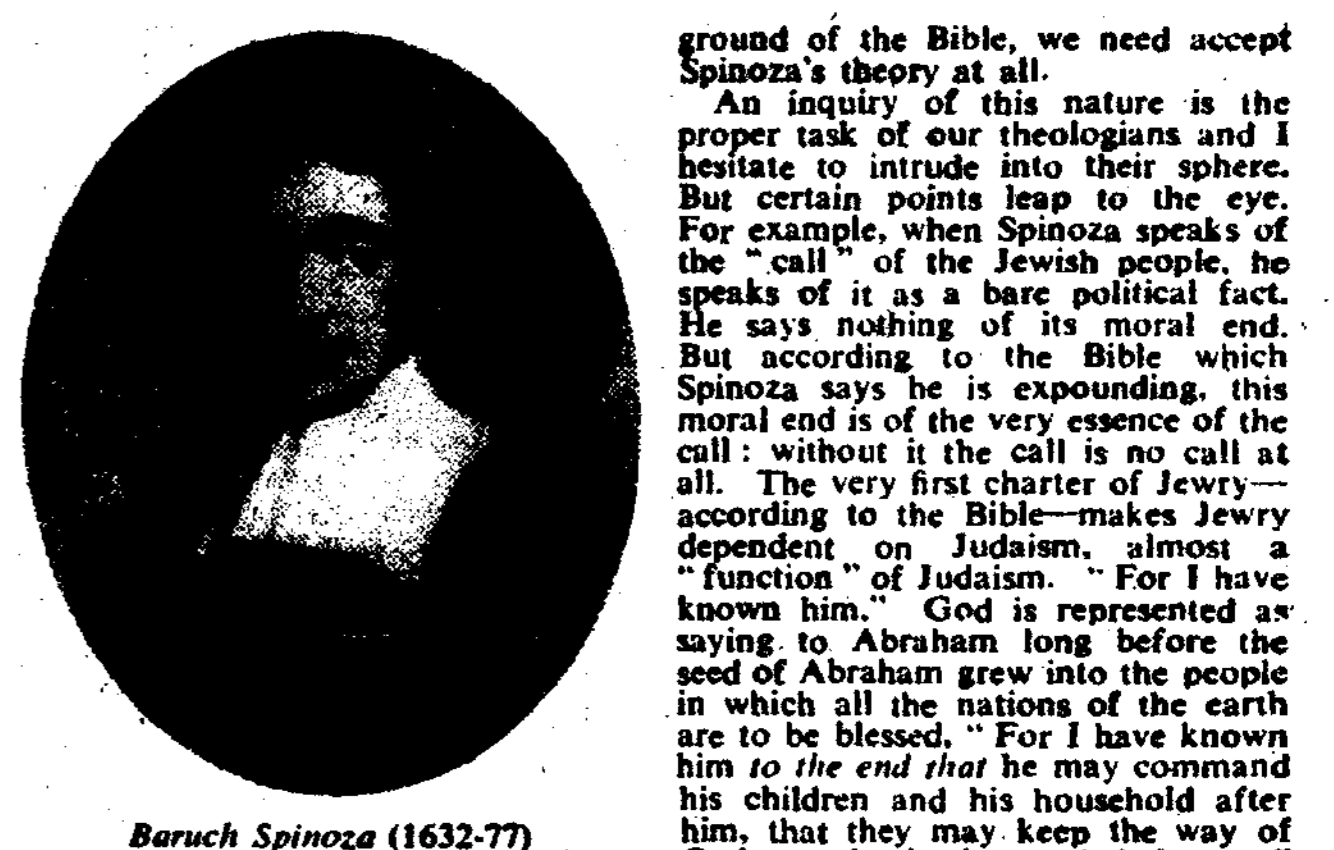 ground of the Bible, we need accept
Spinoza's theory at all.
An inquiry of this nature is the
proper task of our theologians and I
hesitate to intrude into their sphere.
But certain points leap to the eye.
For example, when Spinoza speaks of
the “call” of the Jewish people, he
speaks of it as a bare political fact.
He says nothing of its moral end.
But according to the Bible which
Spinoza says he is expounding, this
moral end is of the very essence of the
call : without it the call is no call at
all. The very first charter of Jewry—
according to the Bible—makes Jewry
dependent on Judaism, almost a
“function” of Judaism. “For I have
known him.” God is represented as
saying to Abraham long before the
seed of Abraham grew into the people
in which all the nations of the earth
are to be blessed, “For I have known
him to the end that he may command
his children and his household after
him, that they may keep the way of
Baruch Spinoza (1632-77)